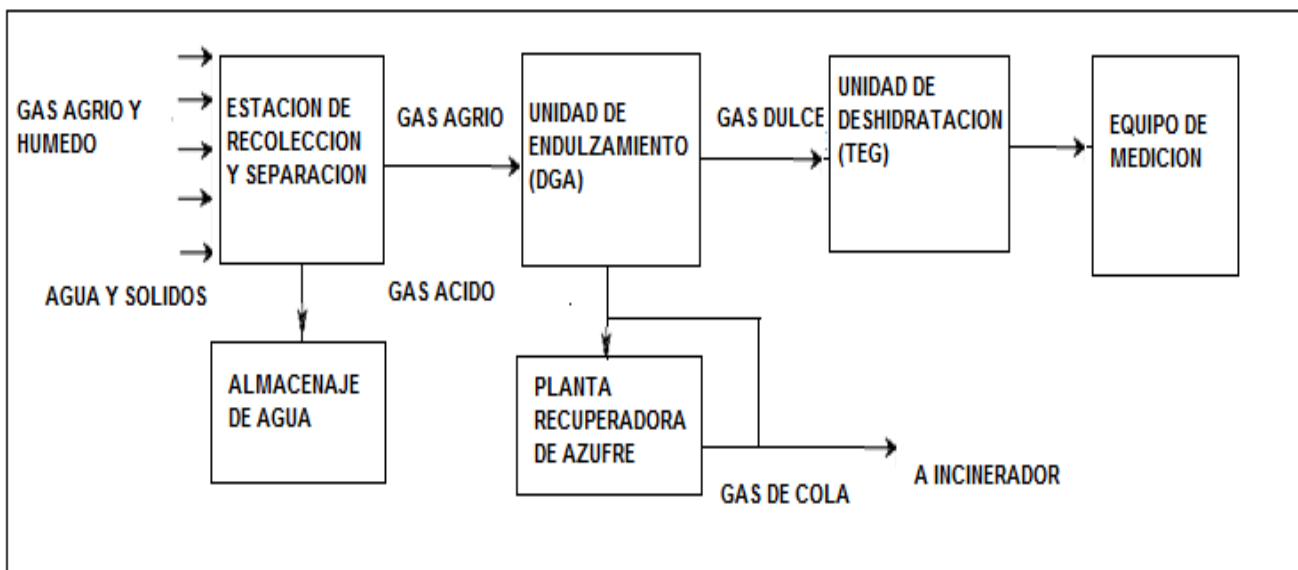 GAS AGRIO Y
HUMEDO
ESTACION DE
RECOLECCION
Y SEPARACION
GAS AGRIO
UNIDAD DE
ENDULZAMIENTO
(DGA)
GAS DULCE
UNIDAD DE
DESHIDRATACION
(TEG)
EQUIPO DE
MEDICION
AGUA Y SOLIDOS
GAS ACIDO
ALMACENAJE
DE AGUA
PLANTA
RECUPERADORA
DE AZUFRE
GAS DE COLA
A INCINERADOR